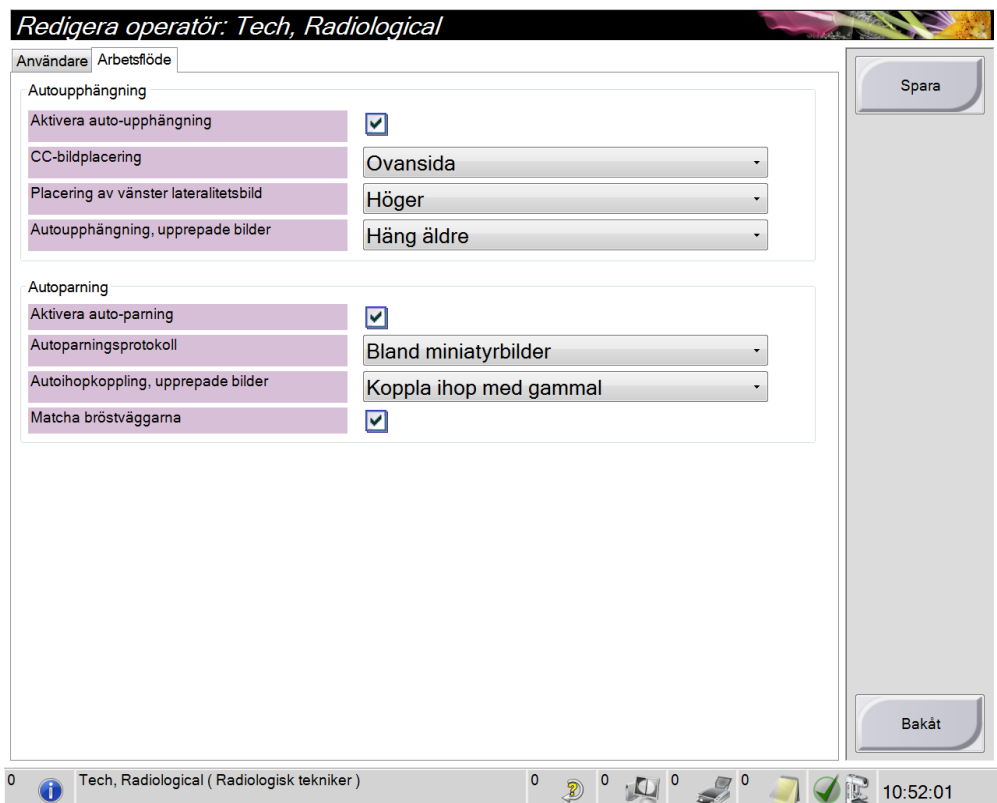 Redigera operatör: Tech, Radiological
Användare Arbetsflöde
Spara
Autoupphängning
Aktivera auto-upphängning
CC-bildplacering Ovansida
Placering av vänster lateralitetsbild Höger
Autoupphängning, upprepade bilder Häng äldre
Autoparning
Aktivera auto-parning
Autoparningsprotokoll Bland miniatyrbilder
Autoihopkoppling, upprepade bilder Koppla ihop med gammal
Matcha bröstväggarna
Bakåt
0 Tech, Radiological ( Radiologisk tekniker ) 0 0 0 0 10:52:01